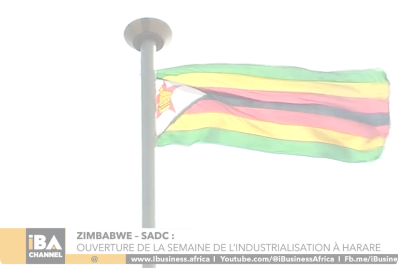 iBA
CHANNEL
ZIMBABWE - SADC :
OUVERTURE DE LA SEMAINE DE L'INDUSTRIALISATION À HARARE
@ www.ibusiness.africa I Youtube.com/@iBusinessAfrica I Fb.me/iBusine